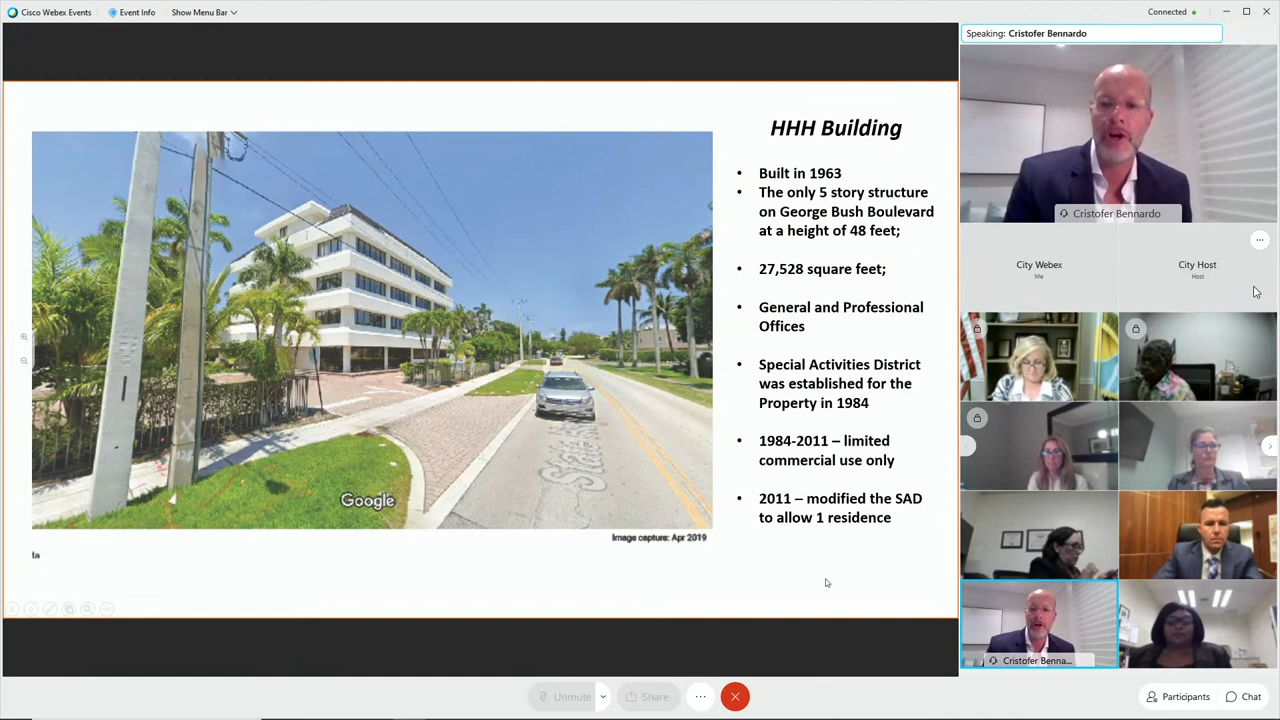 Cisco Webex Events
Event Info
Show Menu Bar
Connected
Speaking: Cristofer Bennardo
Cristofer Bennardo
City Webex
Me
City Host
Host
HHH Building
• Built in 1963
• The only 5 story structure
on George Bush Boulevard
at a height of 48 feet;
• 27,528 square feet;
• General and Professional
Offices
• Special Activities District
was established for the
Property in 1984
• 1984-2011 – limited
commercial use only
• 2011 – modified the SAD
to allow 1 residence
Google
Image capture: Apr 2019
Cristofer Benna...
Unmute
Share
Participants
Chat